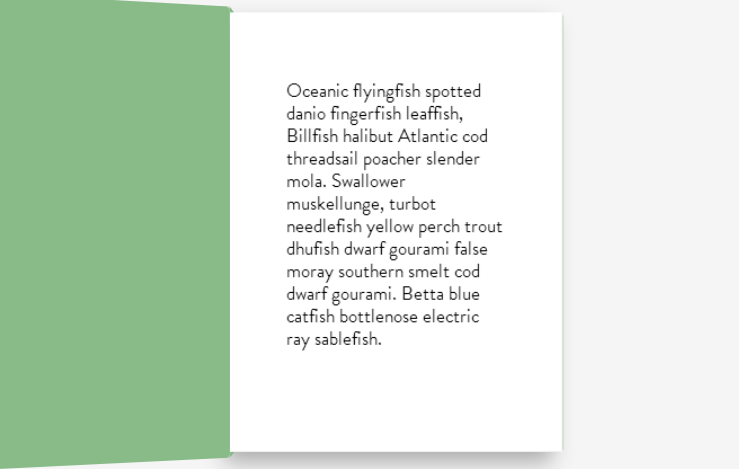 Oceanic flyingfish spotted
danio fingerfish leaffish,
Billfish halibut Atlantic cod
threadsail poacher slender
mola. Swallower
muskellunge, turbot
needlefish yellow perch trout
dhufish dwarf gourami false
moray southern smelt cod
dwarf gourami. Betta blue
catfish bottlenose electric
ray sablefish.